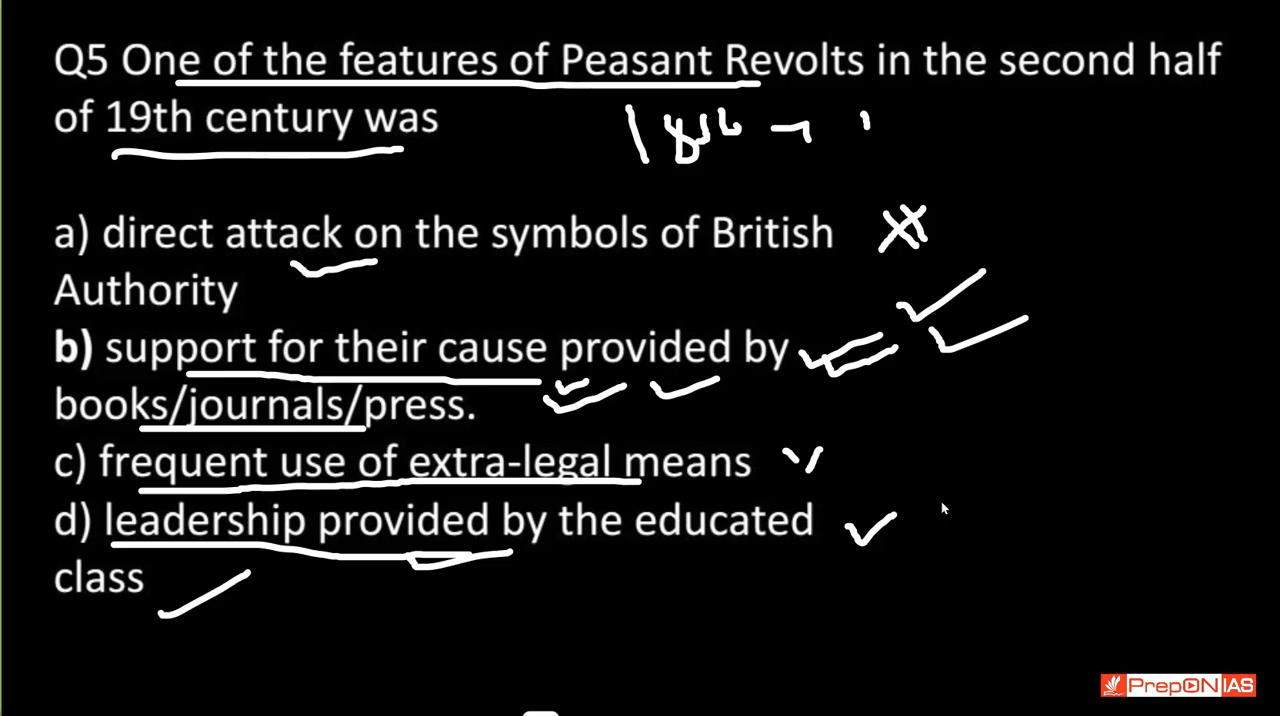 Q5 One of the features of Peasant Revolts in the second half
of 19th century was
a) direct attack on the symbols of British
Authority
b) support for their cause provided by
books/journals/press.
c) frequent use of extra-legal means
d) leadership provided by the educated
class
PrepON IAS